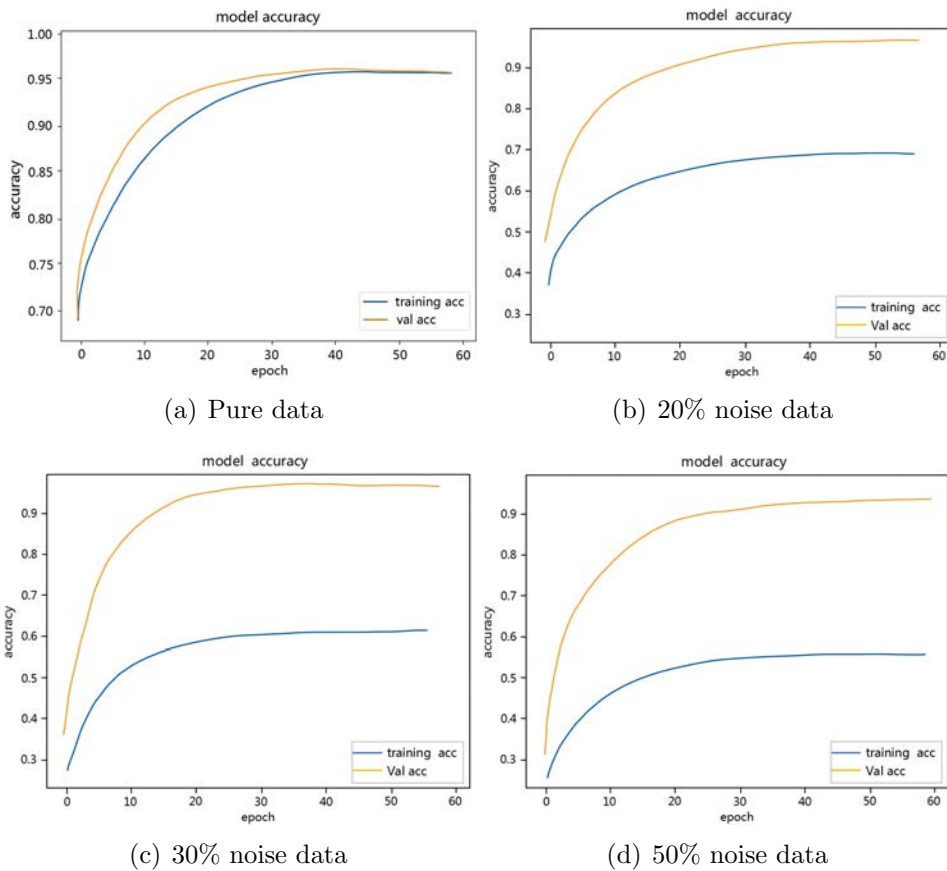 model accuracy
1.00
0.95
0.90
0.85
0.80
0.75
0.70
accuracy
training acc
val acc
0 10 20 30 40 50 60
epoch
(a) Pure data
model accuracy
0.9
0.8
0.7
0.6
0.5
0.4
0.3
accuracy
training acc
Val acc
0 10 20 30 40 50 60
epoch
(b) 20% noise data
model accuracy
0.9
0.8
0.7
0.6
0.5
0.4
0.3
accuracy
training acc
Val acc
0 10 20 30 40 50 60
epoch
(c) 30% noise data
model accuracy
0.9
0.8
0.7
0.6
0.5
0.4
0.3
accuracy
training acc
Val acc
0 10 20 30 40 50 60
epoch
(d) 50% noise data